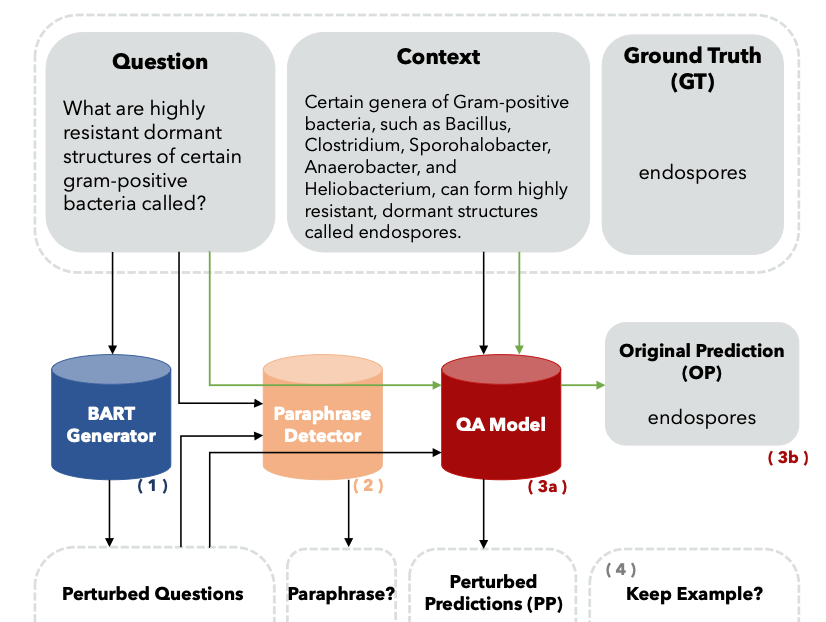 Question
What are highly
resistant dormant
structures of certain
gram-positive
bacteria called?
Context
Certain genera of Gram-positive
bacteria, such as Bacillus,
Clostridium, Sporohalobacter,
Anaerobacter, and
Heliobacterium, can form highly
resistant, dormant structures
called endospores.
Ground Truth
(GT)
endospores
BART
Generator
( 1 )
Paraphrase
Detector
( 2 )
QA Model
( 3a )
Original Prediction
(OP)
endospores
( 3b )
Perturbed Questions
Paraphrase?
Perturbed
Predictions (PP)
( 4 )
Keep Example?